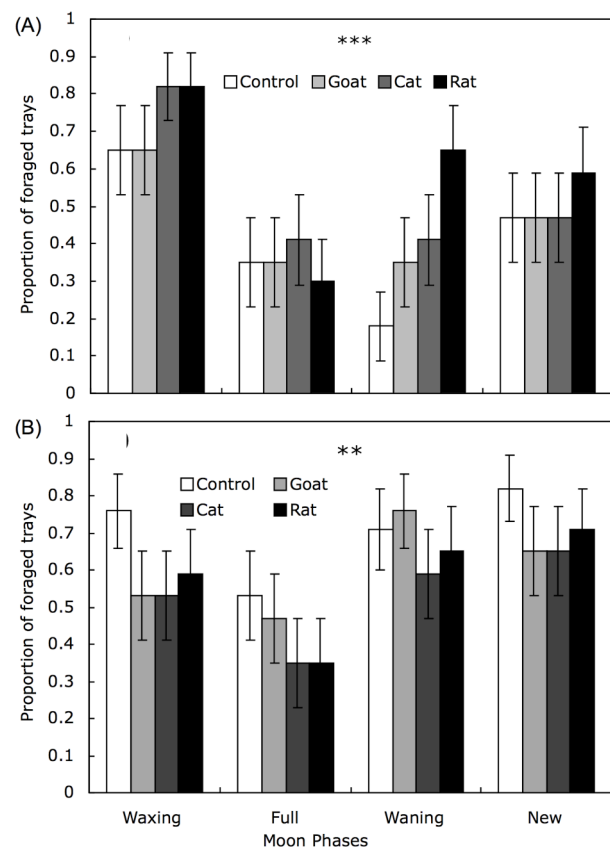 (A)
***
Control Goat Cat Rat
Proportion of foraged trays
1
0.9
0.8
0.7
0.6
0.5
0.4
0.3
0.2
0.1
0
(B)
)
**
Control Goat
Cat Rat
Proportion of foraged trays
1
0.9
0.8
0.7
0.6
0.5
0.4
0.3
0.2
0.1
0
Waxing Full Waning New
Moon Phases